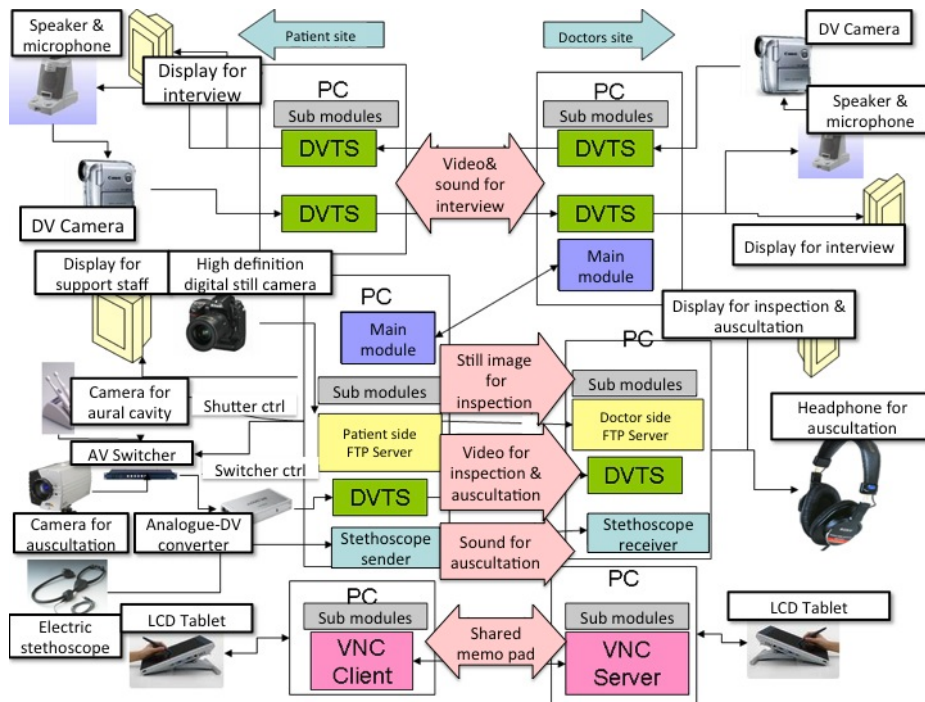 Speaker &
microphone
Patient site
Doctors site
DV Camera
Display for
interview
PC
Sub modules
DVTS
DVTS
PC
Sub modules
DVTS
DVTS
Main
module
Video&
sound for
interview
Speaker &
microphone
DV Camera
Display for interview
Display for
support staff
High definition
digital still camera
PC
Main
module
Sub modules
Patient side
FTP Server
DVTS
Stethoscope
sender
Still image
for
inspection
Video for
inspection &
auscultation
Sound for
auscultation
PC
Sub modules
Doctor side
FTP Server
DVTS
Stethoscope
receiver
Display for inspection &
auscultation
Headphone for
auscultation
Camera for
aural cavity
Shutter ctrl
AV Switcher
Switcher ctrl
Camera for
auscultation
Analogue-DV
converter
Electric
stethoscope
LCD Tablet
PC
Sub modules
VNC
Client
Shared
memo pad
PC
Sub modules
VNC
Server
LCD Tablet